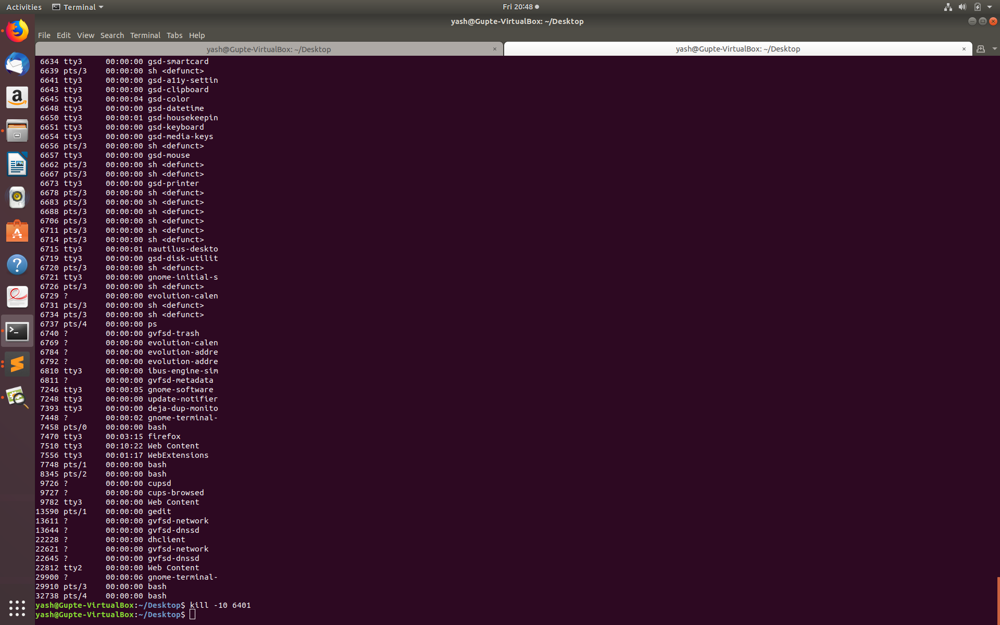 Activities Terminal Fri 20:48
yash@Gupte-VirtualBox: ~/Desktop
File Edit View Search Terminal Tabs Help
yash@Gupte-VirtualBox: ~/Desktop × yash@Gupte-VirtualBox: ~/Desktop ×
6634 tty3 00:00:00 gsd-smartcard
6639 pts/3 00:00:00 sh <defunct>
6641 tty3 00:00:00 gsd-a11y-settin
6643 tty3 00:00:00 gsd-clipboard
6645 tty3 00:00:04 gsd-color
6648 tty3 00:00:00 gsd-datetime
6650 tty3 00:00:01 gsd-housekeepin
6651 tty3 00:00:00 gsd-keyboard
6654 tty3 00:00:00 gsd-media-keys
6656 pts/3 00:00:00 sh <defunct>
6657 tty3 00:00:00 gsd-mouse
6662 pts/3 00:00:00 sh <defunct>
6667 pts/3 00:00:00 sh <defunct>
6673 tty3 00:00:00 gsd-printer
6678 pts/3 00:00:00 sh <defunct>
6683 pts/3 00:00:00 sh <defunct>
6688 pts/3 00:00:00 sh <defunct>
6706 pts/3 00:00:00 sh <defunct>
6711 pts/3 00:00:00 sh <defunct>
6714 pts/3 00:00:00 sh <defunct>
6715 tty3 00:00:01 nautilus-deskto
6719 tty3 00:00:00 gsd-disk-utilit
6720 pts/3 00:00:00 sh <defunct>
6721 tty3 00:00:00 gnome-initial-s
6726 pts/3 00:00:00 sh <defunct>
6729 ? 00:00:00 evolution-calen
6731 pts/3 00:00:00 sh <defunct>
6734 pts/3 00:00:00 sh <defunct>
6737 pts/4 00:00:00 ps
6740 ? 00:00:00 gvfsd-trash
6769 ? 00:00:00 evolution-calen
6784 ? 00:00:00 evolution-addre
6792 ? 00:00:00 evolution-addre
6810 tty3 00:00:00 ibus-engine-sim
6811 ? 00:00:00 gvfsd-metadata
7246 tty3 00:00:05 gnome-software
7248 tty3 00:00:00 update-notifier
7393 tty3 00:00:00 deja-dup-monito
7448 ? 00:00:02 gnome-terminal-
7458 pts/0 00:00:00 bash
7470 tty3 00:03:15 firefox
7510 tty3 00:10:22 Web Content
7556 tty3 00:01:17 WebExtensions
7748 pts/1 00:00:00 bash
8345 pts/2 00:00:00 bash
9726 ? 00:00:00 cupsd
9727 ? 00:00:00 cups-browsed
9782 tty3 00:00:00 Web Content
13590 pts/1 00:00:00 gedit
13611 ? 00:00:00 gvfsd-network
13644 ? 00:00:00 gvfsd-dnssd
22228 ? 00:00:00 dhclient
22621 ? 00:00:00 gvfsd-network
22645 ? 00:00:00 gvfsd-dnssd
22812 tty2 00:00:00 Web Content
29900 ? 00:00:06 gnome-terminal-
29910 pts/3 00:00:00 bash
32738 pts/4 00:00:00 bash
yash@Gupte-VirtualBox:~/Desktop$ kill -10 6401
yash@Gupte-VirtualBox:~/Desktop$